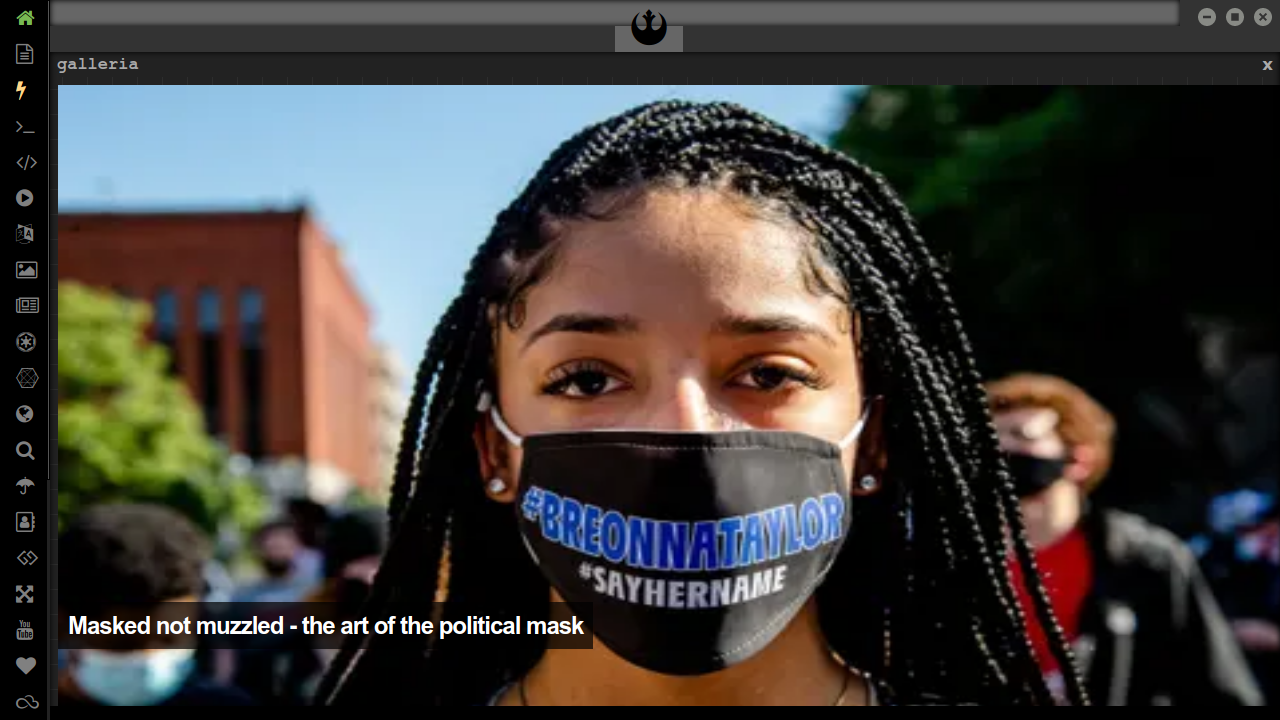 galleria
x
#BREONNATAYLOR
#SAYHERNAME
Masked not muzzled - the art of the political mask
You
Tube